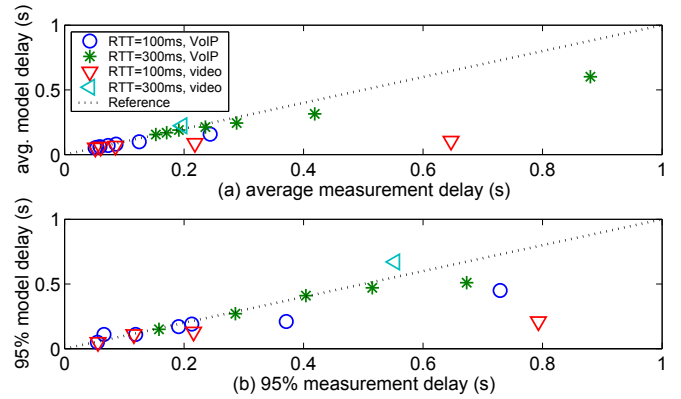 avg. model delay (s)
1
0.5
0
RTT=100ms, VoIP
RTT=300ms, VoIP
RTT=100ms, video
RTT=300ms, video
Reference
0 0.2 0.4 0.6 0.8 1
(a) average measurement delay (s)
95% model delay (s)
1
0.5
0
0 0.2 0.4 0.6 0.8 1
(b) 95% measurement delay (s)